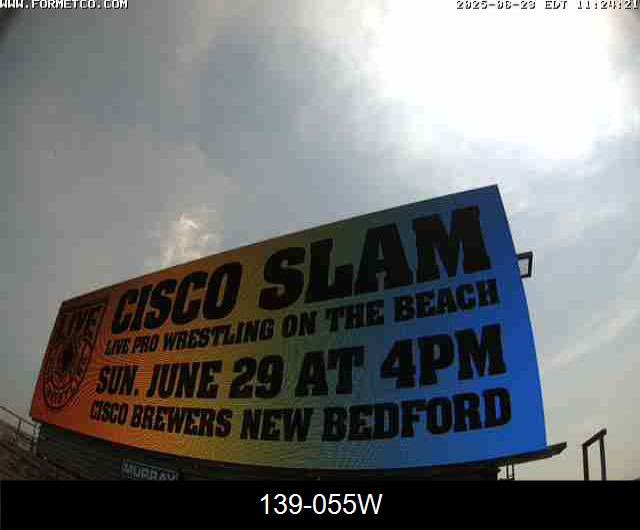 WWW.FORMETCO.COM
2025-06-23 EDT 11:24:21
LIVE
CISCO SLAM
LIVE PRO WRESTLING ON THE BEACH
SUN. JUNE 29 AT 4PM
CISCO BREWERS NEW BEDFORD
MURRAY
139-055W